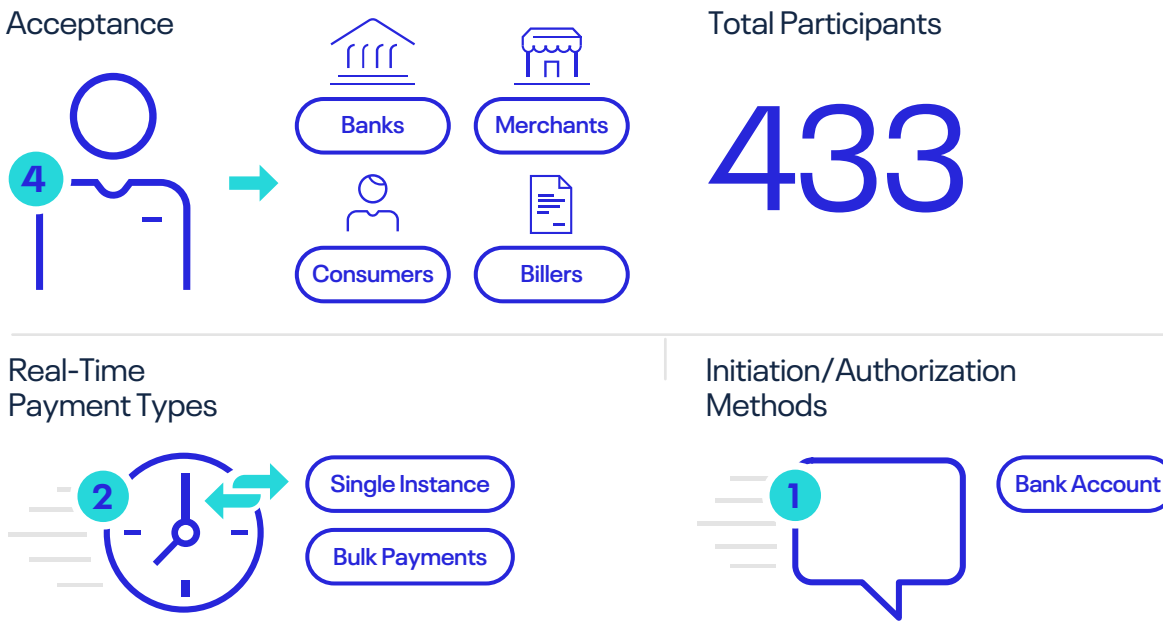 Acceptance
4
Banks
Merchants
Consumers
Billers
Total Participants
433
Real-Time
Payment Types
2
Single Instance
Bulk Payments
Initiation/Authorization
Methods
1
Bank Account